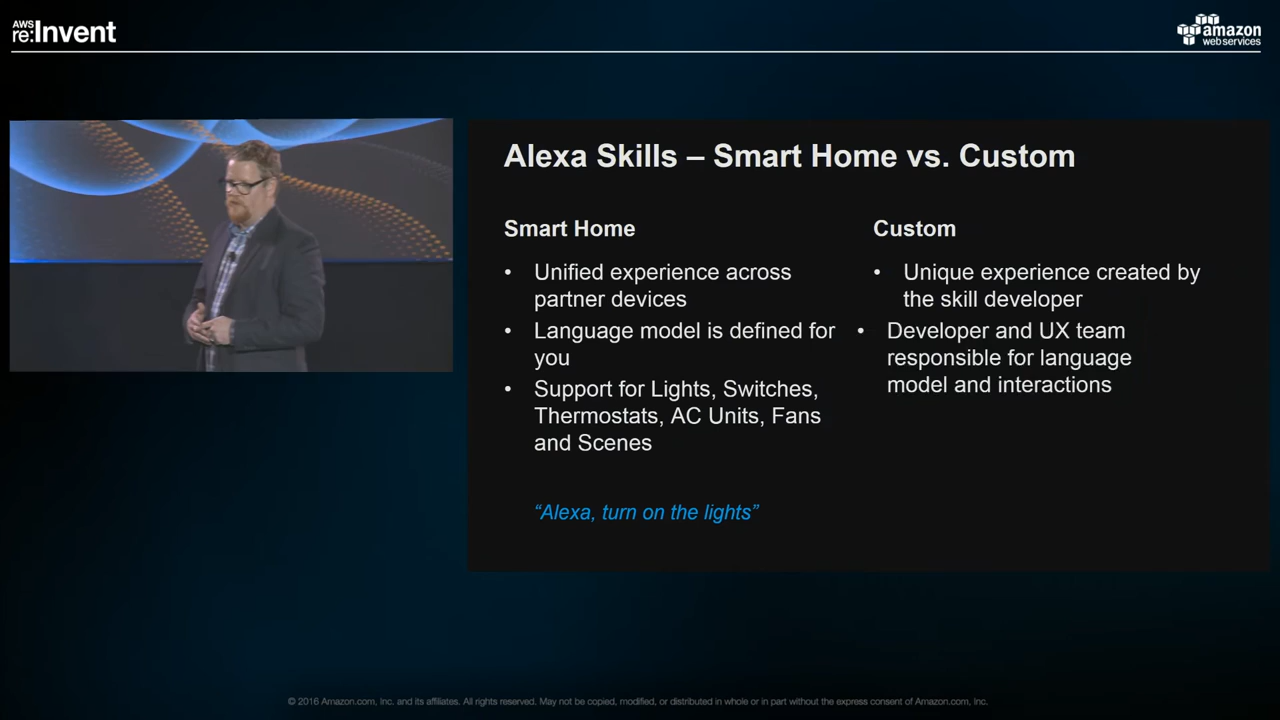 AWS
re:Invent
amazon
webservices
Alexa Skills – Smart Home vs. Custom
Smart Home
• Unified experience across
partner devices
• Language model is defined for
you
• Support for Lights, Switches,
Thermostats, AC Units, Fans
and Scenes
“Alexa, turn on the lights”
Custom
• Unique experience created by
the skill developer
• Developer and UX team
responsible for language
model and interactions
© 2016 Amazon.com, Inc. and its affiliates. All rights reserved. May not be copied, modified, or distributed in whole or in part without the express consent of Amazon.com, Inc.